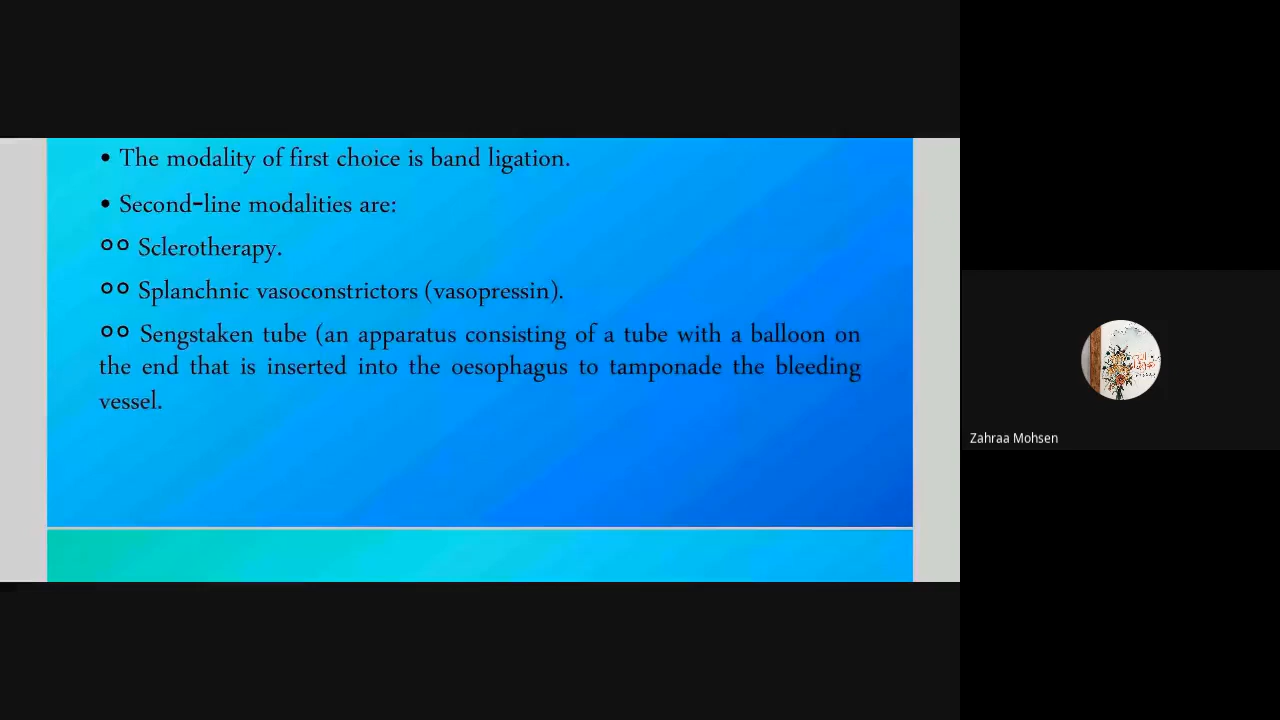 • The modality of first choice is band ligation.
• Second-line modalities are:
°° Sclerotherapy.
°° Splanchnic vasoconstrictors (vasopressin).
°° Sengstaken tube (an apparatus consisting of a tube with a balloon on
the end that is inserted into the oesophagus to tamponade the bleeding
vessel.
Zahraa Mohsen